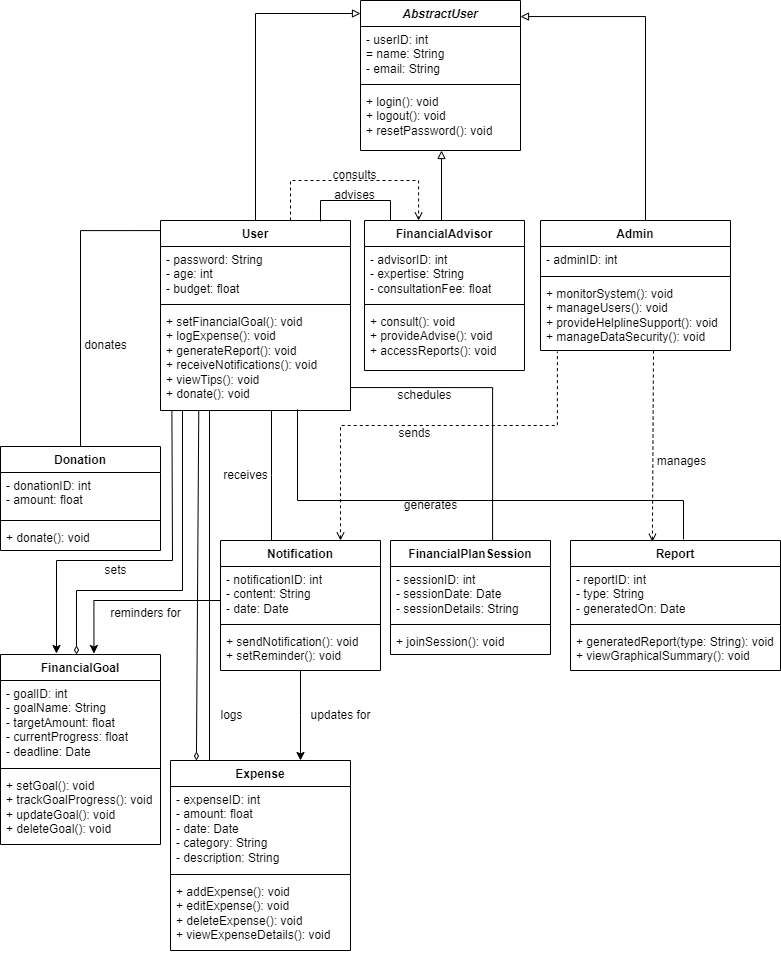 AbstractUser
- userID: int
= name: String
- email: String
+ login(): void
+ logout(): void
+ resetPassword(): void
consults
advises
User
- password: String
- age: int
- budget: float
+ setFinancialGoal(): void
+ logExpense(): void
+ generateReport(): void
+ receiveNotifications(): void
+ viewTips(): void
+ donate(): void
FinancialAdvisor
- advisorID: int
- expertise: String
- consultationFee: float
+ consult(): void
+ provideAdvise(): void
+ accessReports(): void
Admin
- adminID: int
+ monitorSystem(): void
+ manageUsers(): void
+ provideHelplineSupport(): void
+ manageDataSecurity(): void
donates
schedules
sends
manages
receives
generates
Donation
- donationID: int
- amount: float
+ donate(): void
sets
reminders for
Notification
- notificationID: int
- content: String
- date: Date
+ sendNotification(): void
+ setReminder(): void
FinancialPlanSession
- sessionID: int
- sessionDate: Date
- sessionDetails: String
+ joinSession(): void
Report
- reportID: int
- type: String
- generatedOn: Date
+ generatedReport(type: String): void
+ viewGraphicalSummary(): void
FinancialGoal
- goalID: int
- goalName: String
- targetAmount: float
- currentProgress: float
- deadline: Date
+ setGoal(): void
+ trackGoalProgress(): void
+ updateGoal(): void
+ deleteGoal(): void
logs
updates for
Expense
- expenseID: int
- amount: float
- date: Date
- category: String
- description: String
+ addExpense(): void
+ editExpense(): void
+ deleteExpense(): void
+ viewExpenseDetails(): void